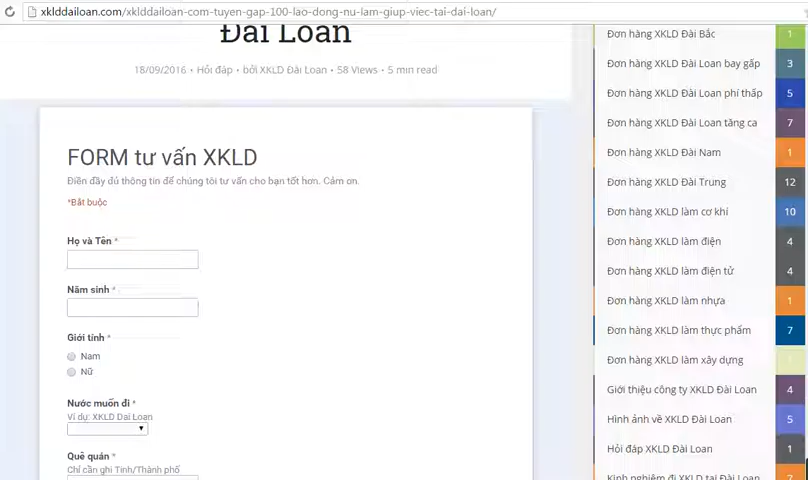 xklddailoan.com/xklddailoan-com-tuyen-gap-100-lao-dong-nu-lam-giup-viec-tai-dai-loan/
Đài Loan
18/09/2016 • Hỏi đáp • bởi XKLD Đài Loan • 58 Views • 5 min read
FORM tư vấn XKLD
Điền đầy đủ thông tin để chúng tôi tư vấn cho bạn tốt hơn. Cảm ơn.
*Bắt buộc
Họ và Tên *
Năm sinh *
Giới tính *
Nam
Nữ
Nước muốn đi *
Ví dụ: XKLD Dai Loan
Quê quán *
Chỉ cần ghi Tỉnh/Thành phố
Đơn hàng XKLD Đài Bắc 1
Đơn hàng XKLD Đài Loan bay gấp 3
Đơn hàng XKLD Đài Loan phí thấp 5
Đơn hàng XKLD Đài Loan tăng ca 7
Đơn hàng XKLD Đài Nam 1
Đơn hàng XKLD Đài Trung 12
Đơn hàng XKLD làm cơ khí 10
Đơn hàng XKLD làm điện 4
Đơn hàng XKLD làm điện tử 4
Đơn hàng XKLD làm nhựa 1
Đơn hàng XKLD làm thực phẩm 7
Đơn hàng XKLD làm xây dựng
Giới thiệu công ty XKLD Đài Loan 4
Hình ảnh về XKLD Đài Loan 5
Hỏi đáp XKLD Đài Loan 1
Kinh nghiệm đi XKLD tại Đài Loan 7